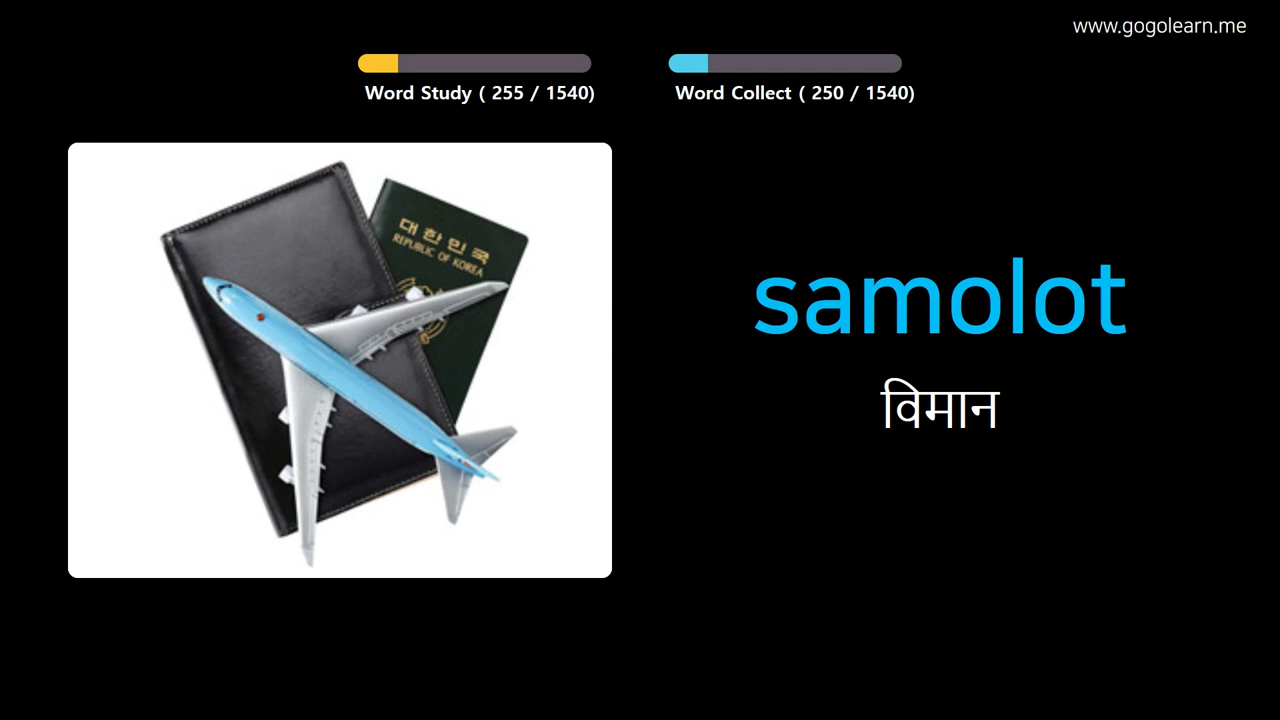 www.gogolearn.me
Word Study ( 255 / 1540)
Word Collect ( 250 / 1540)
대한민국
REPUBLIC OF KOREA
samolot
विमान